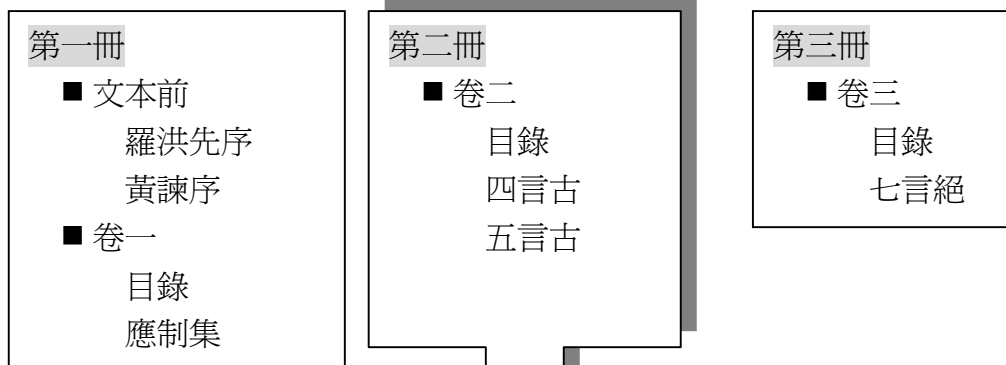 第一冊
■ 文本前
羅洪先序
黃諫序
■ 卷一
目錄
應制集
第二冊
■ 卷二
目錄
四言古
五言古
第三冊
■ 卷三
目錄
七言絕